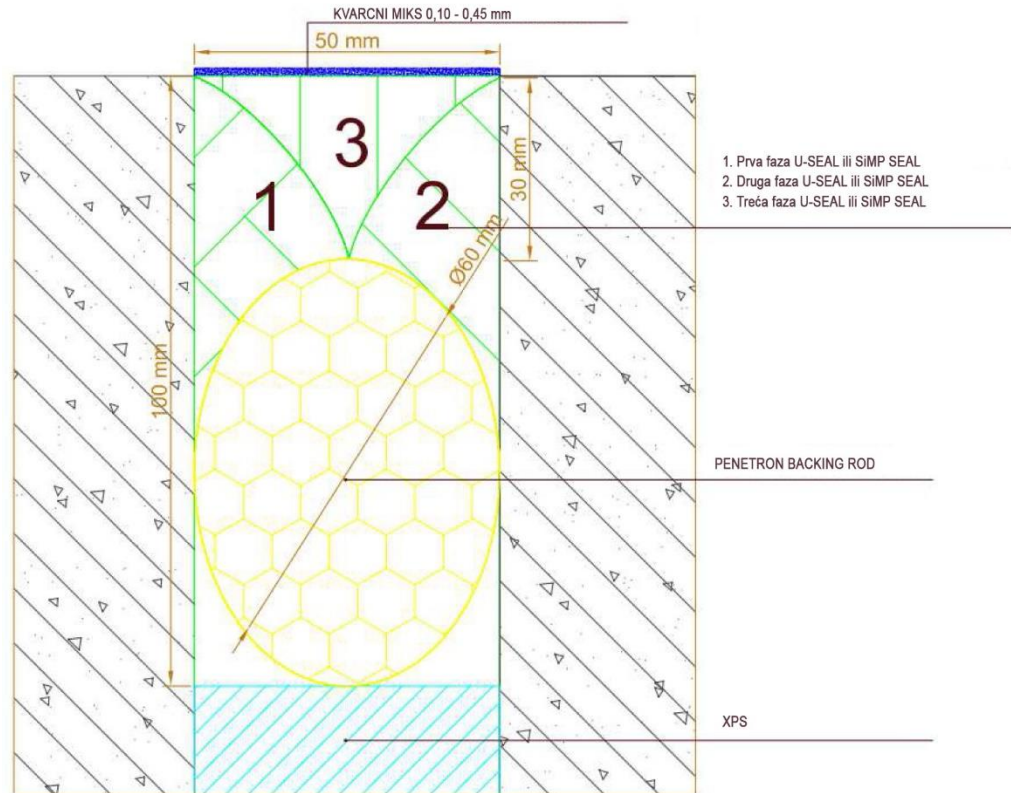 KVARCNI MIKS 0,10 - 0,45 mm
50 mm
3
1
2
30 mm
1. Prva faza U-SEAL ili SiMP SEAL
2. Druga faza U-SEAL ili SiMP SEAL
3. Treća faza U-SEAL ili SiMP SEAL
Ø60 mm
100 mm
PENETRON BACKING ROD
XPS